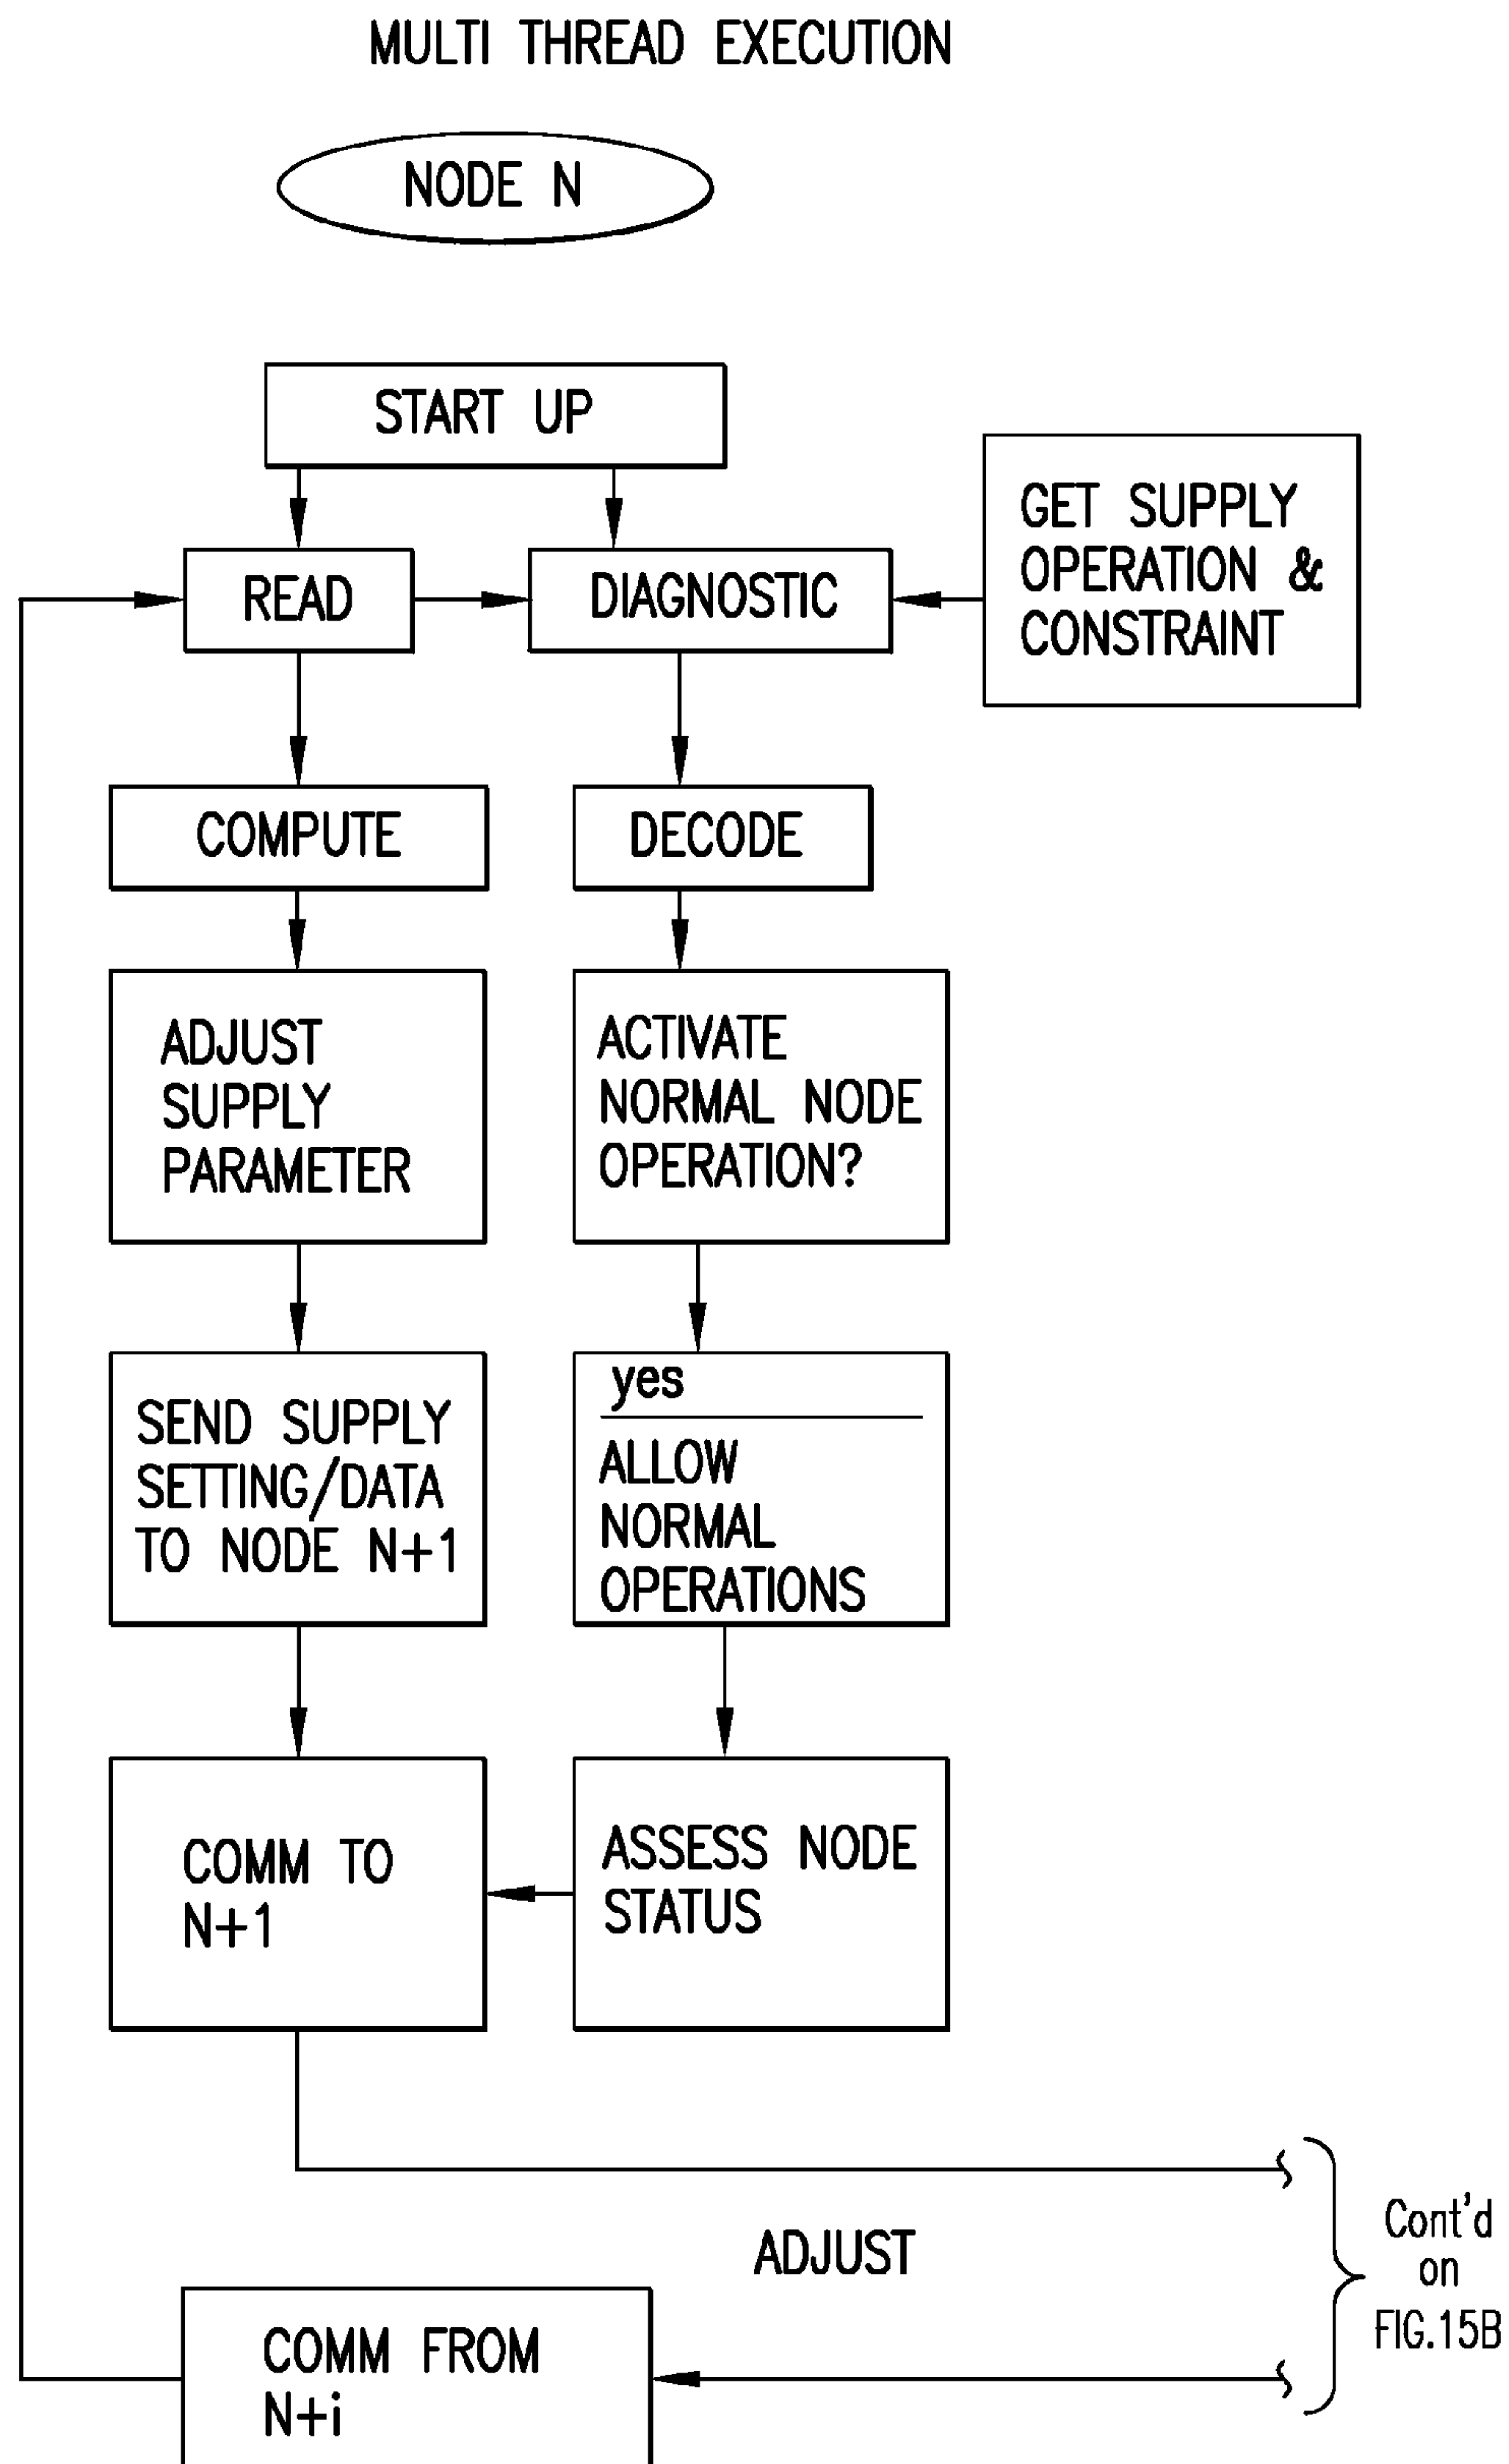 MULTI THREAD EXECUTION
NODE N
START UP
READ
DIAGNOSTIC
GET SUPPLY
OPERATION &
CONSTRAINT
COMPUTE
DECODE
ADJUST
SUPPLY
PARAMETER
ACTIVATE
NORMAL NODE
OPERATION?
SEND SUPPLY
SETTING/DATA
TO NODE N+1
yes
ALLOW
NORMAL
OPERATIONS
COMM TO
N+1
ASSESS NODE
STATUS
ADJUST
COMM FROM
N+i
Cont'd
on
FIG.15B